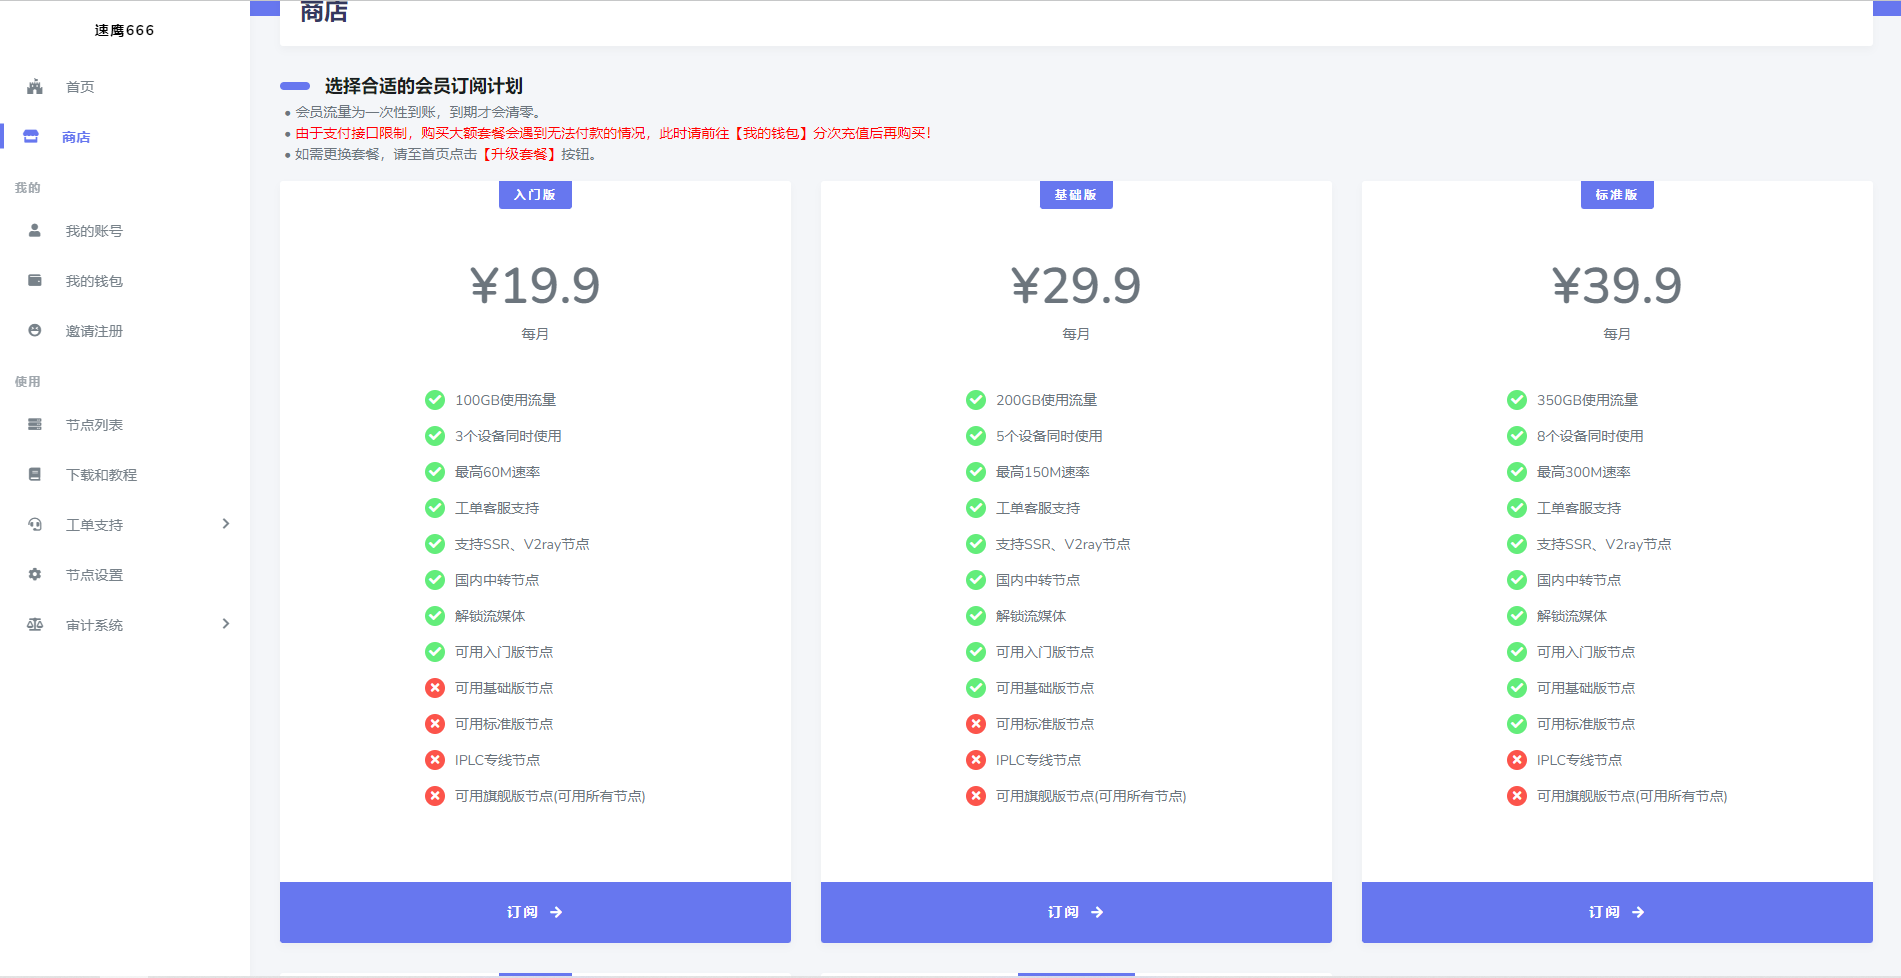 速鹰666
首页
商店
我的
我的账号
我的钱包
邀请注册
使用
节点列表
下载和教程
工单支持
节点设置
审计系统
商店
选择合适的会员订阅计划
• 会员流量为一次性到账，到期才会清零。
• 由于支付接口限制，购买大额套餐会遇到无法付款的情况，此时请前往【我的钱包】分次充值后再购买！
• 如需更换套餐，请至首页点击【升级套餐】按钮。
入门版
¥19.9
每月
100GB使用流量
3个设备同时使用
最高60M速率
工单客服支持
支持SSR、V2ray节点
国内中转节点
解锁流媒体
可用入门版节点
可用基础版节点
可用标准版节点
IPLC专线节点
可用旗舰版节点(可用所有节点)
订阅
基础版
¥29.9
每月
200GB使用流量
5个设备同时使用
最高150M速率
工单客服支持
支持SSR、V2ray节点
国内中转节点
解锁流媒体
可用入门版节点
可用基础版节点
可用标准版节点
IPLC专线节点
可用旗舰版节点(可用所有节点)
订阅
标准版
¥39.9
每月
350GB使用流量
8个设备同时使用
最高300M速率
工单客服支持
支持SSR、V2ray节点
国内中转节点
解锁流媒体
可用入门版节点
可用基础版节点
可用标准版节点
IPLC专线节点
可用旗舰版节点(可用所有节点)
订阅